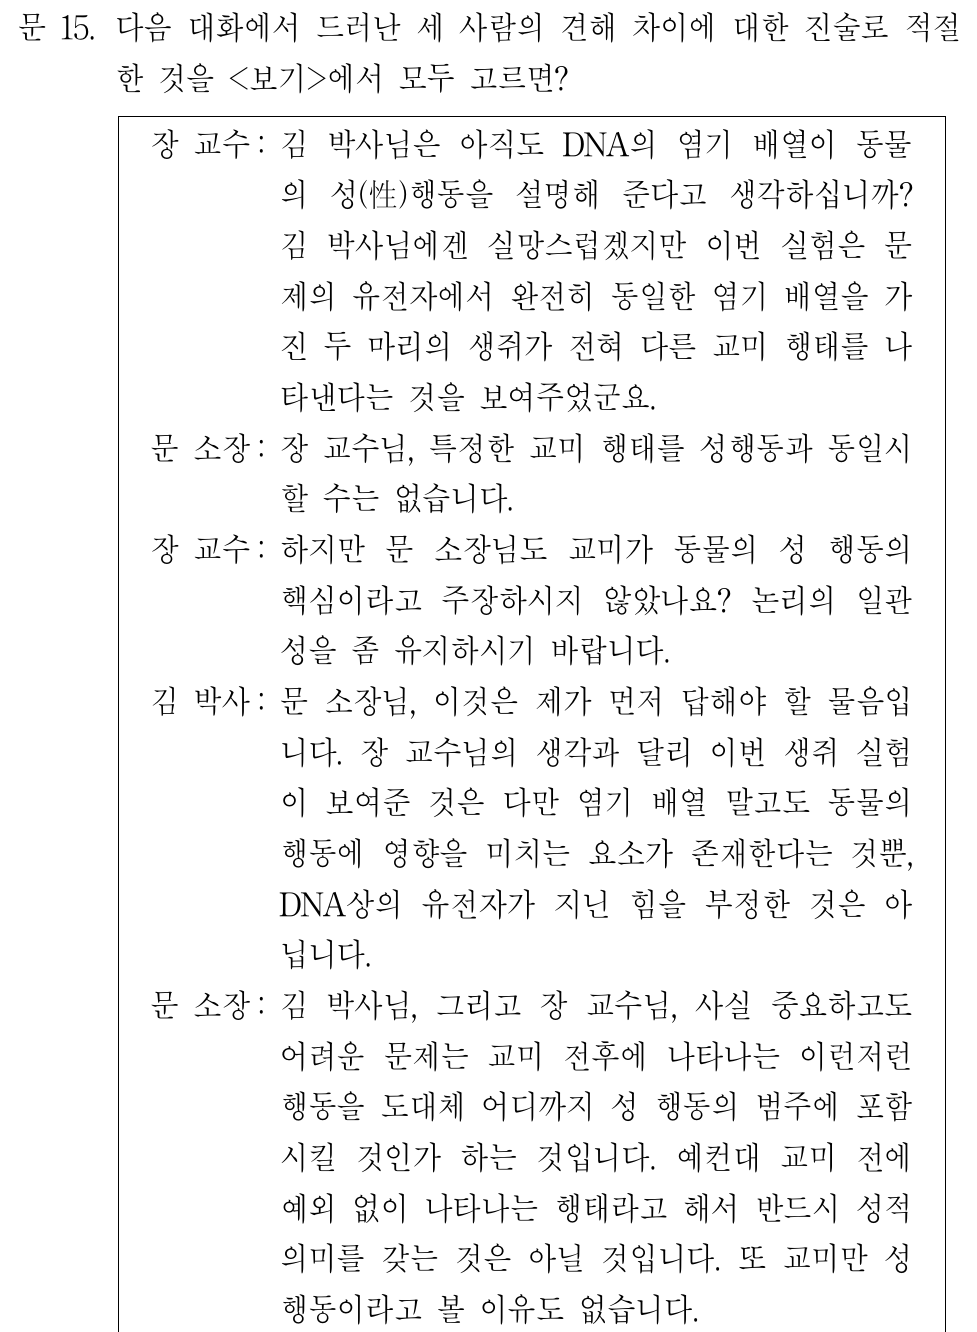 문 15. 다음 대화에서 드러난 세 사람의 견해 차이에 대한 진술로 적절
한 것을 <보기>에서 모두 고르면?
장 교수 : 김 박사님은 아직도 DNA의 염기 배열이 동물
의 성(性)행동을 설명해 준다고 생각하십니까?
김 박사님에겐 실망스럽겠지만 이번 실험은 문
제의 유전자에서 완전히 동일한 염기 배열을 가
진 두 마리의 생쥐가 전혀 다른 교미 행태를 나
타낸다는 것을 보여주었군요.
문 소장 : 장 교수님, 특정한 교미 행태를 성행동과 동일시
할 수는 없습니다.
장 교수 : 하지만 문 소장님도 교미가 동물의 성 행동의
핵심이라고 주장하시지 않았나요? 논리의 일관
성을 좀 유지하시기 바랍니다.
김 박사 : 문 소장님, 이것은 제가 먼저 답해야 할 물음입
니다. 장 교수님의 생각과 달리 이번 생쥐 실험
이 보여준 것은 다만 염기 배열 말고도 동물의
행동에 영향을 미치는 요소가 존재한다는 것뿐,
DNA상의 유전자가 지닌 힘을 부정한 것은 아
닙니다.
문 소장 : 김 박사님, 그리고 장 교수님, 사실 중요하고도
어려운 문제는 교미 전후에 나타나는 이런저런
행동을 도대체 어디까지 성 행동의 범주에 포함
시킬 것인가 하는 것입니다. 예컨대 교미 전에
예외 없이 나타나는 행태라고 해서 반드시 성적
의미를 갖는 것은 아닐 것입니다. 또 교미만 성
행동이라고 볼 이유도 없습니다.